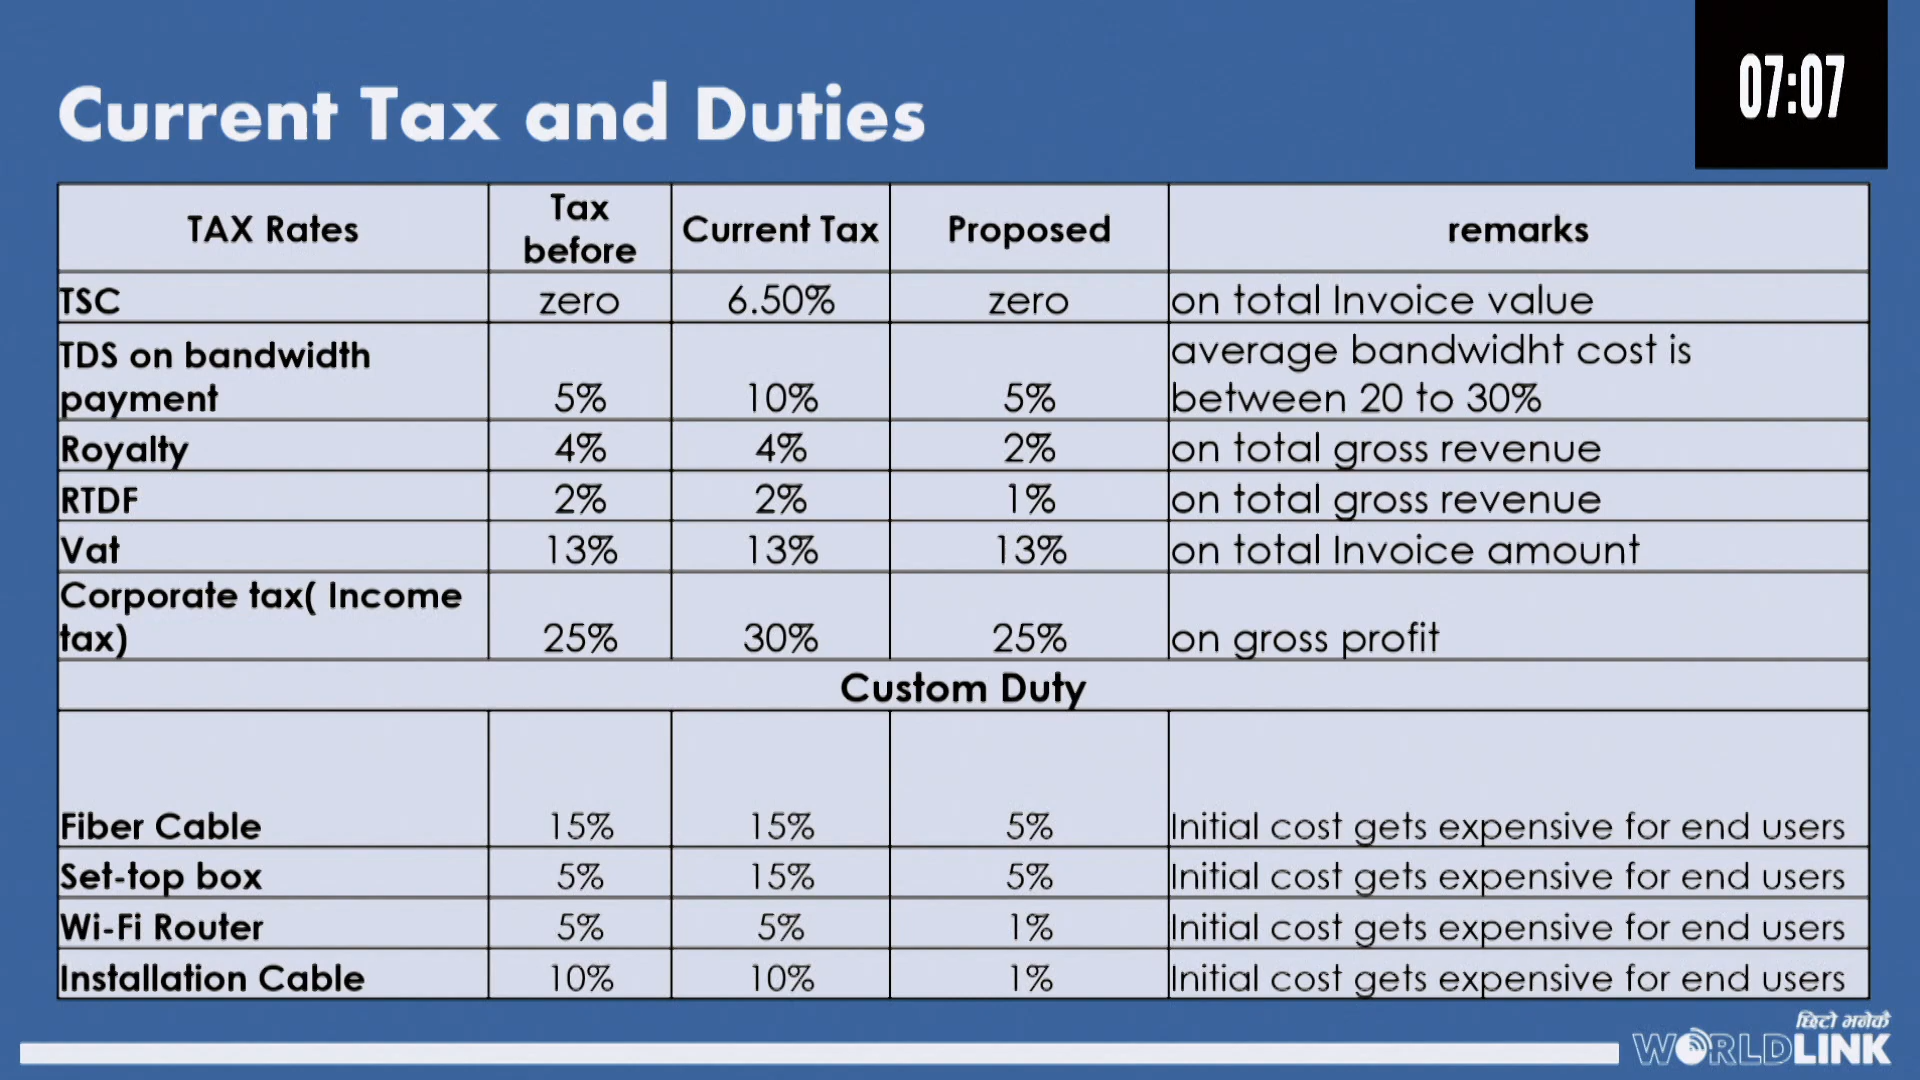 07:07
Current Tax and Duties
TAX Rates
Tax before
Current Tax
Proposed
remarks
TSC
zero
6.50%
zero
on total Invoice value
TDS on bandwidth
payment
5%
10%
5%
average bandwidht cost is
between 20 to 30%
Royalty
4%
4%
2%
on total gross revenue
RTDF
2%
2%
1%
on total gross revenue
Vat
13%
13%
13%
on total Invoice amount
Corporate tax( Income
tax)
25%
30%
25%
on gross profit
Custom Duty
Fiber Cable
15%
15%
5%
Initial cost gets expensive for end users
Set-top box
5%
15%
5%
Initial cost gets expensive for end users
Wi-Fi Router
5%
5%
1%
Initial cost gets expensive for end users
Installation Cable
10%
10%
1%
Initial cost gets expensive for end users
छिटो भनेकै
WORLDLINK